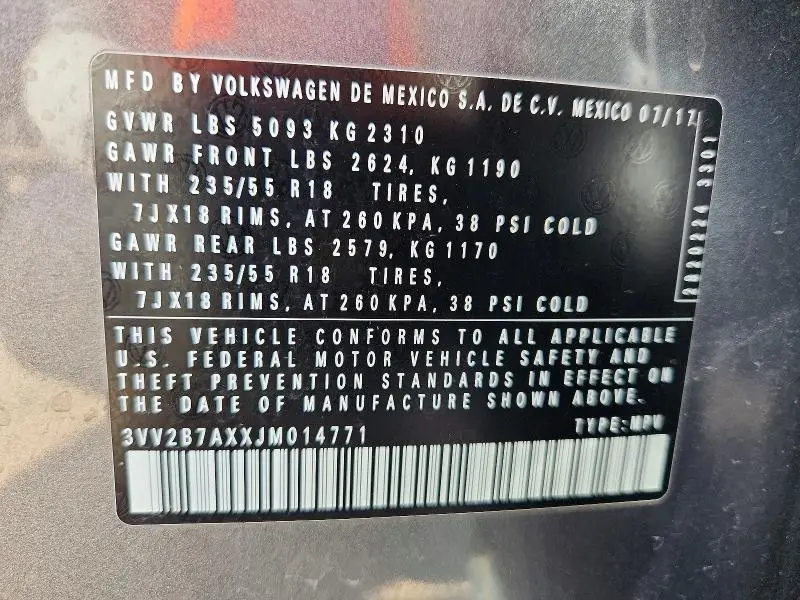 MFD BY VOLKSWAGEN DE MEXICO S.A. DE C.V. MEXICO 07/17
GVWR LBS 5093 KG 2310
GAWR FRONT LBS 2624, KG 1190
WITH 235/55 R18 TIRES,
7JX18 RIMS, AT 260 KPA, 38 PSI COLD
GAWR REAR LBS 2579, KG 1170
WITH 235/55 R18 TIRES,
7JX18 RIMS, AT 260 KPA, 38 PSI COLD
THIS VEHICLE CONFORMS TO ALL APPLICABLE
U.S. FEDERAL MOTOR VEHICLE SAFETY AND
THEFT PREVENTION STANDARDS IN EFFECT ON
THE DATE OF MANUFACTURE SHOWN ABOVE.
3VV2B7AXXJM014771 TYPE:MPV
3301